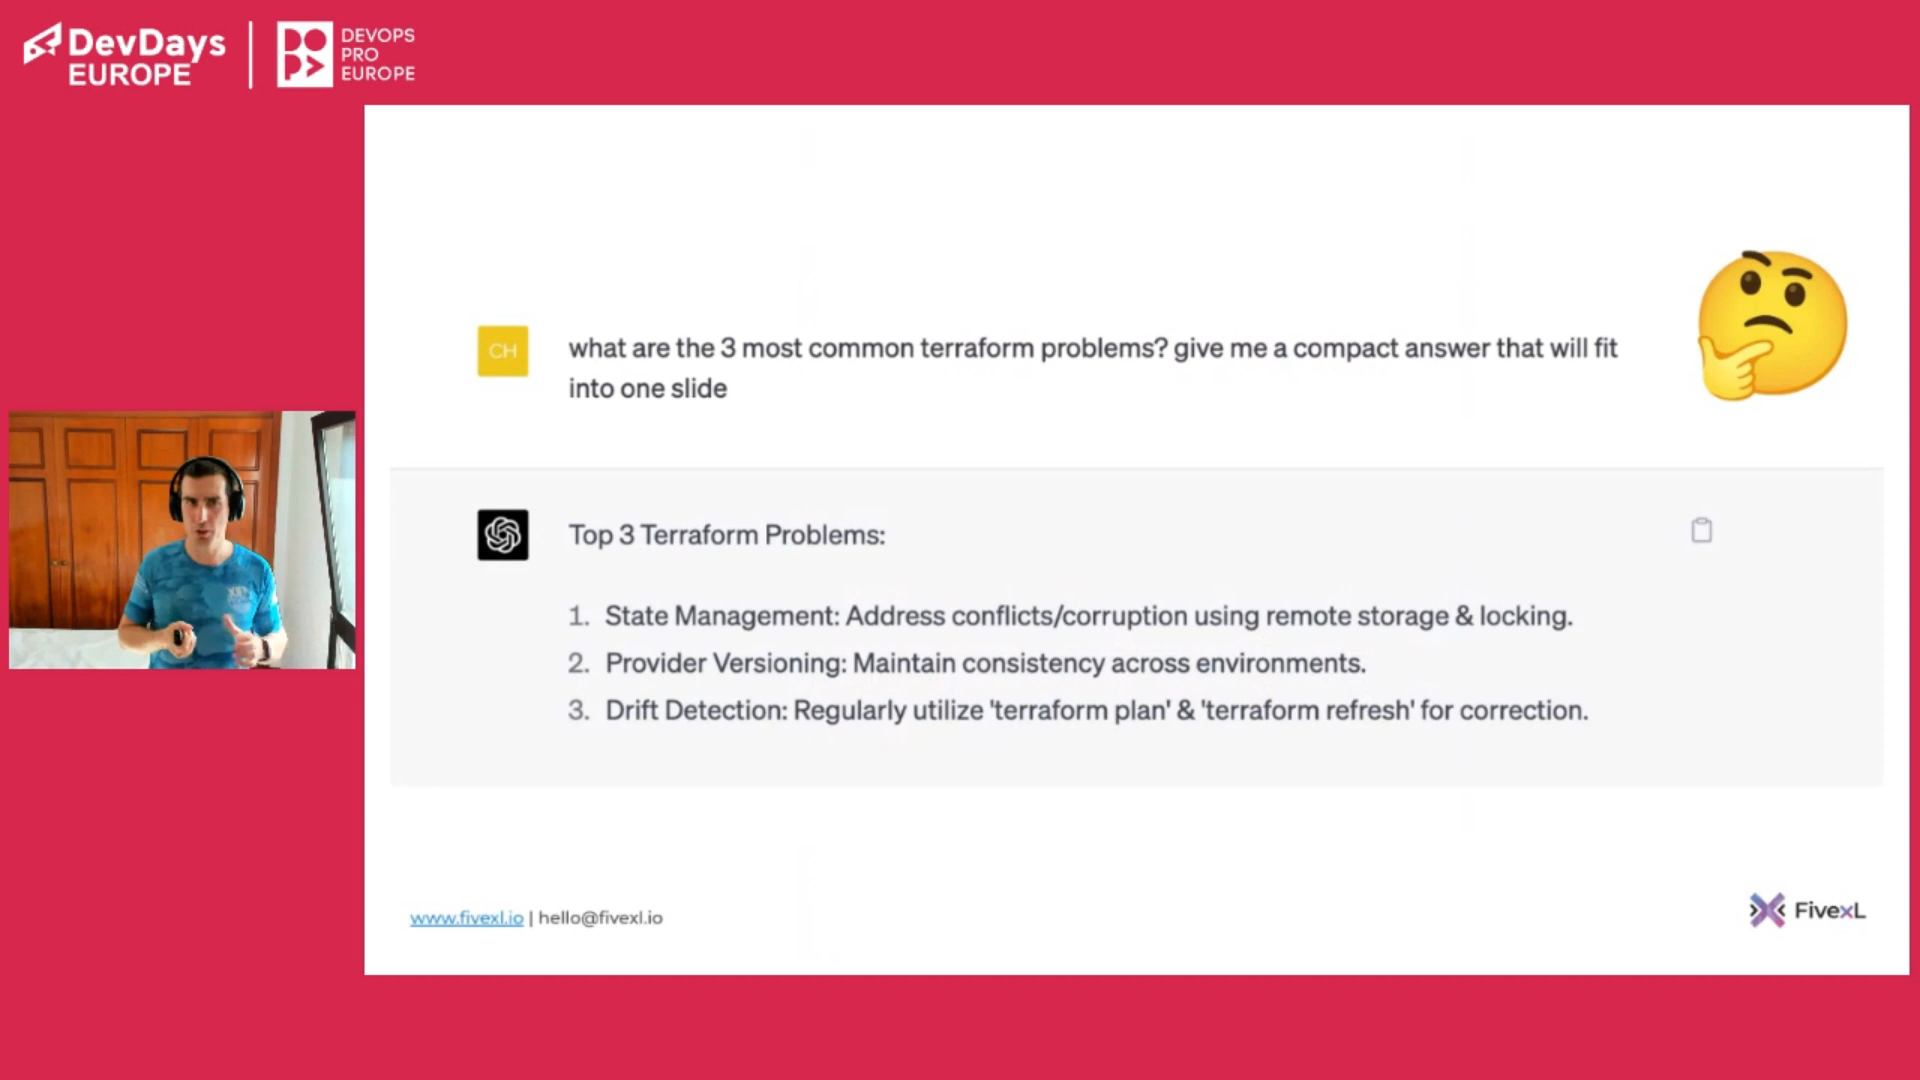 DevDays
EUROPE
DEVOPS
PRO
EUROPE
CH
what are the 3 most common terraform problems? give me a compact answer that will fit
into one slide
Top 3 Terraform Problems:
1. State Management: Address conflicts/corruption using remote storage & locking.
2. Provider Versioning: Maintain consistency across environments.
3. Drift Detection: Regularly utilize 'terraform plan' & 'terraform refresh' for correction.
www.fivexl.io | hello@fivexl.io
FivexL